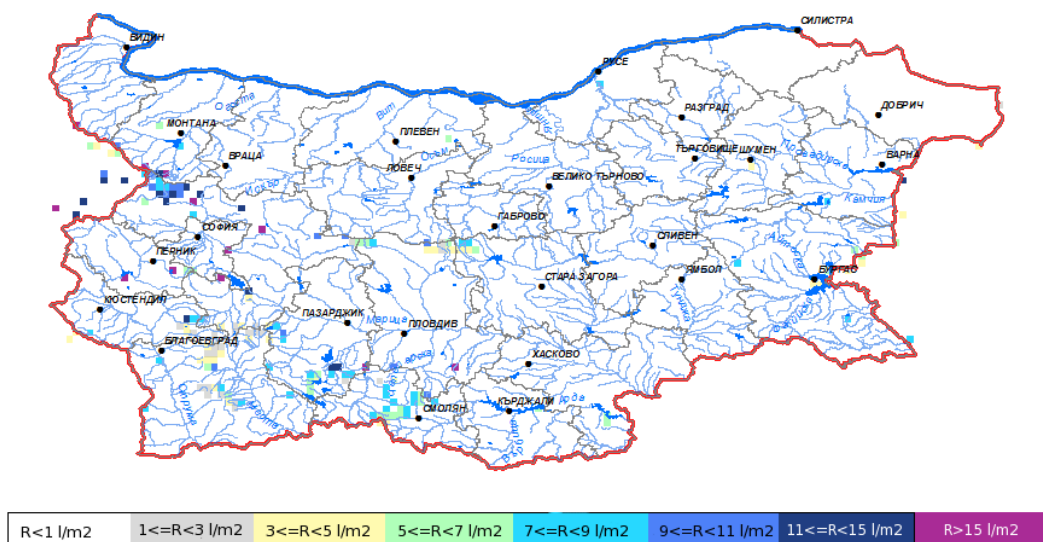 СИЛИСТРА
ВИДИН
РУСЕ
Огоста
Вит
РАЗГРАД
ДОБРИЧ
МОНТАНА
ПЛЕВЕН
ТЪРГОВИЩЕ
ШУМЕН
Провадийска
ВАРНА
ВРАЦА
Осъм
Росица
ЛОВЕЧ
Искър
ВЕЛИКО ТЪРНОВО
Камчия
ГАБРОВО
СОФИЯ
СЛИВЕН
ПЕРНИК
СТАРА ЗАГОРА
ЯМБОЛ
БУРГАС
КЮСТЕНДИЛ
ПАЗАРДЖИК
Марица
ПЛОВДИВ
БЛАГОЕВГРАД
ХАСКОВО
Струма
СМОЛЯН
КЪРДЖАЛИ
R<1 l/m2
1<=R<3 l/m2
3<=R<5 l/m2
5<=R<7 l/m2
7<=R<9 l/m2
9<=R<11 l/m2
11<=R<15 l/m2
R>15 l/m2